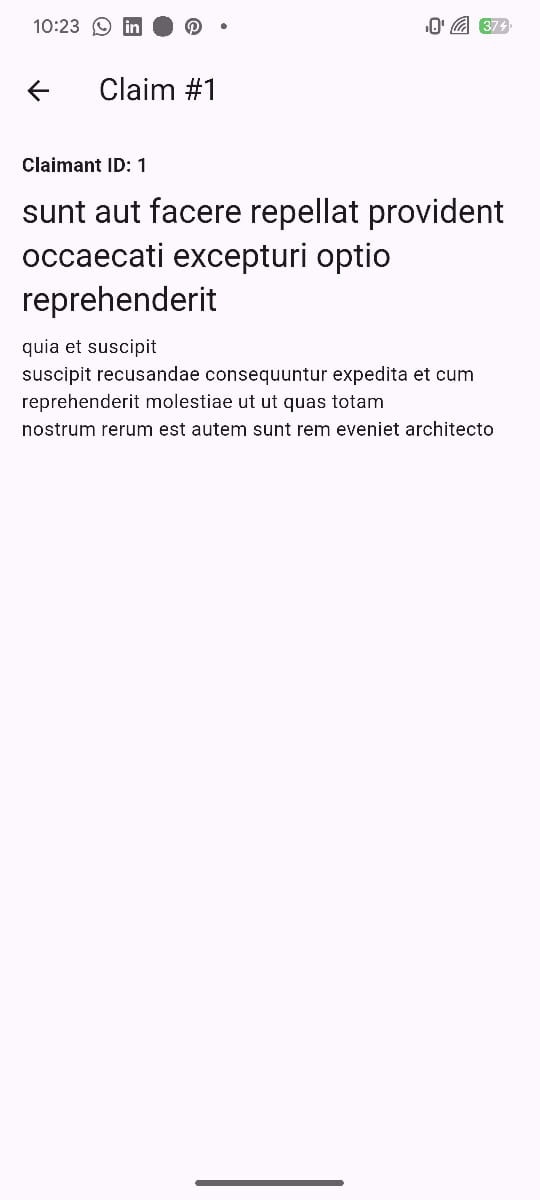 10:23
37
Claim #1
Claimant ID: 1
sunt aut facere repellat provident
occaecati excepturi optio
reprehenderit
quia et suscipit
suscipit recusandae consequuntur expedita et cum
reprehenderit molestiae ut ut quas totam
nostrum rerum est autem sunt rem eveniet architecto